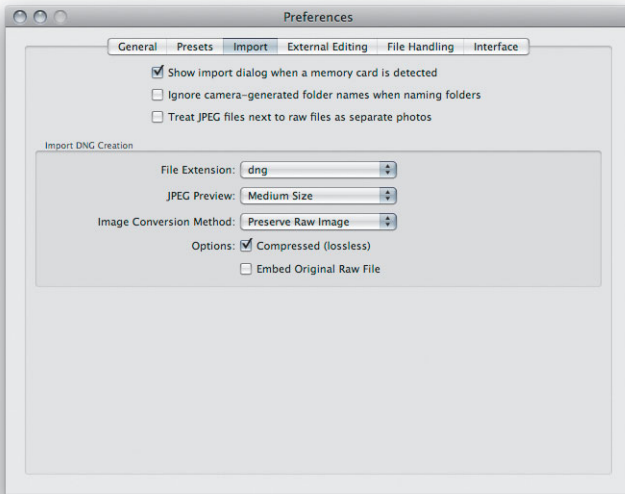 Preferences
General Presets Import External Editing File Handling Interface
Show import dialog when a memory card is detected
Ignore camera-generated folder names when naming folders
Treat JPEG files next to raw files as separate photos
Import DNG Creation
File Extension: dng
JPEG Preview: Medium Size
Image Conversion Method: Preserve Raw Image
Options: Compressed (lossless)
Embed Original Raw File